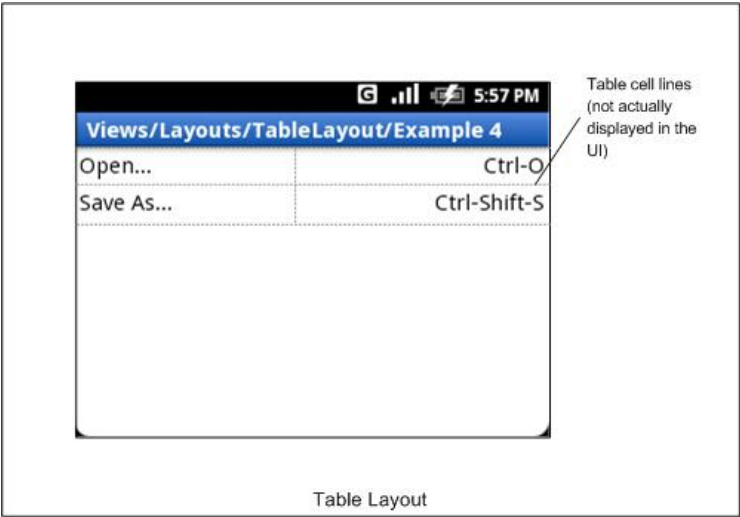 G 5:57 PM
Views/Layouts/TableLayout/Example 4
Open... Ctrl-O
Save As... Ctrl-Shift-S
Table cell lines
(not actually
displayed in the
UI)
Table Layout